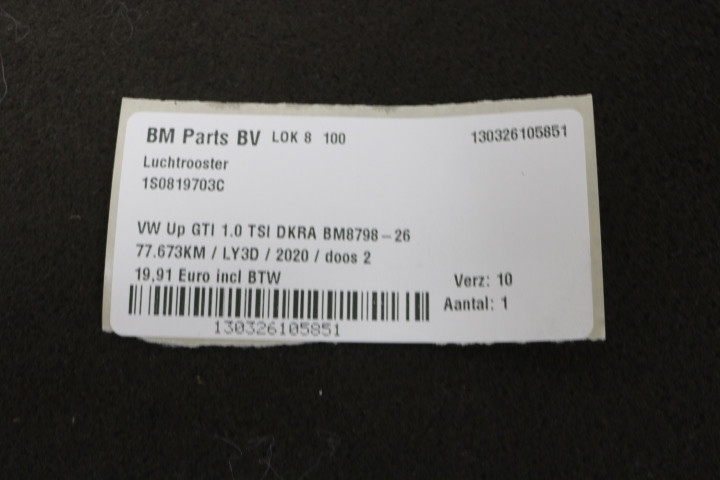 BM Parts BV LOK 8 100 130326105851
Luchtrooster
1S0819703C
VW Up GTI 1.0 TSI DKRA BM8798-26
77.673KM / LY3D / 2020 / doos 2
19,91 Euro incl BTW Verz: 10
Aantal: 1
130326105851